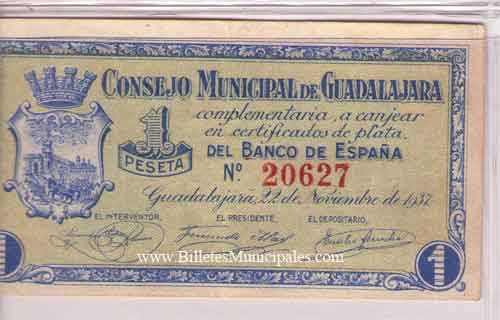 CONSEJO MUNICIPAL DE GUADALAJARA
complementaria, a canjear
en certificados de plata.
DEL BANCO DE ESPAÑA
1
PESETA
Nº 20627
Guadalajara, 22 de Noviembre de 1937
EL INTERVENTOR, EL PRESIDENTE, EL DEPOSITARIO,
1 1
www.BilletesMunicipales.com